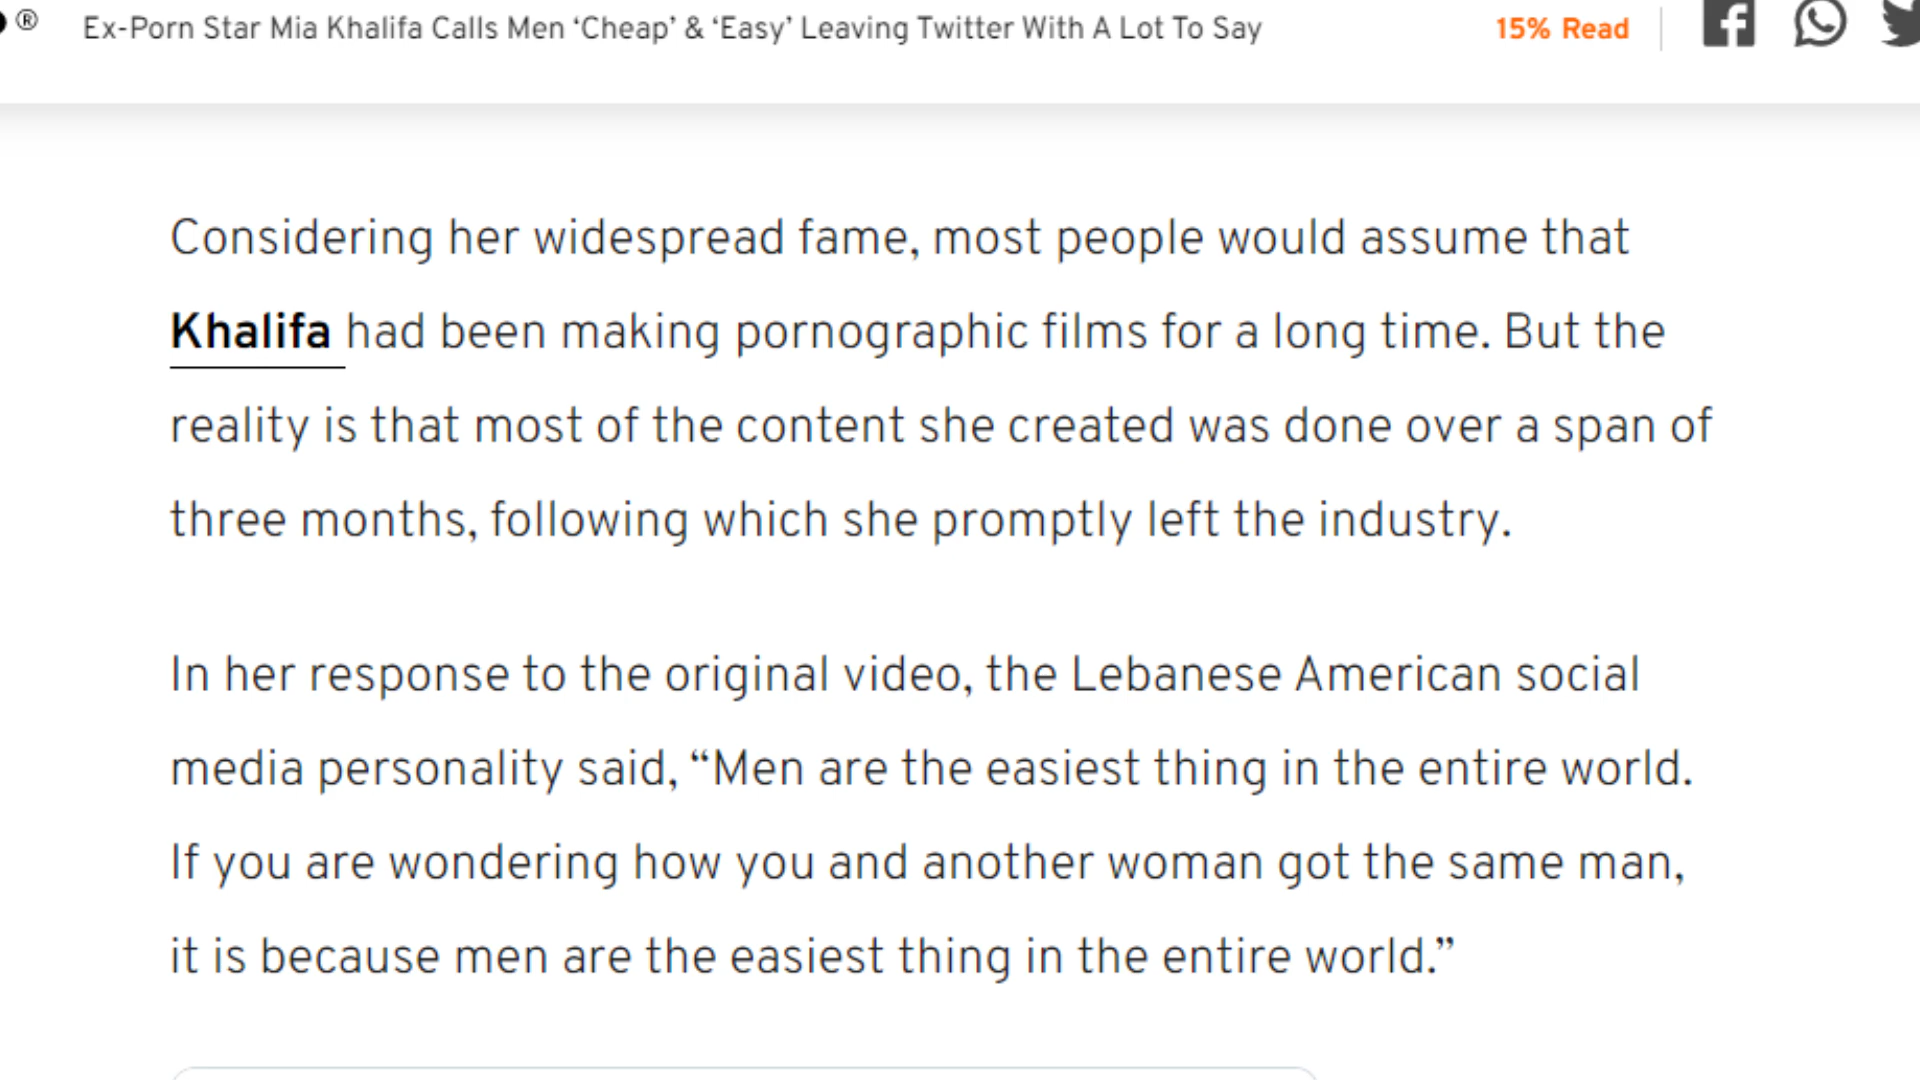 ®
Ex-Porn Star Mia Khalifa Calls Men ‘Cheap’ & ‘Easy’ Leaving Twitter With A Lot To Say
15% Read
Considering her widespread fame, most people would assume that
Khalifa had been making pornographic films for a long time. But the
reality is that most of the content she created was done over a span of
three months, following which she promptly left the industry.
In her response to the original video, the Lebanese American social
media personality said, “Men are the easiest thing in the entire world.
If you are wondering how you and another woman got the same man,
it is because men are the easiest thing in the entire world.”